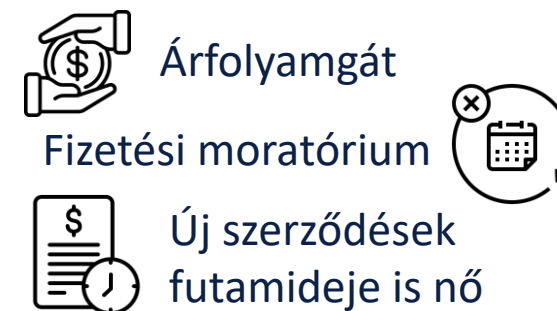 Árfolyamgát
Fizetési moratórium
Új szerződések
futamideje is nő